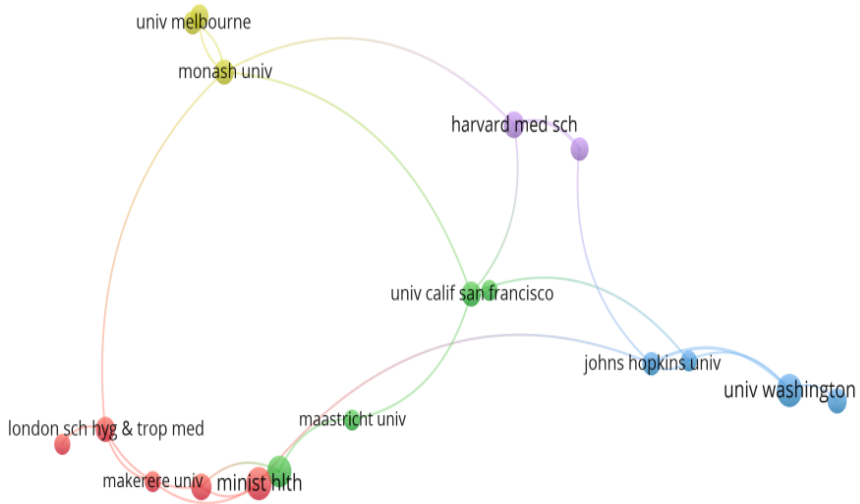 univ melbourne
monash univ
harvard med sch
univ calif san francisco
johns hopkins univ
univ washington
maastricht univ
london sch hyg & trop med
makerere univ
minist hlth